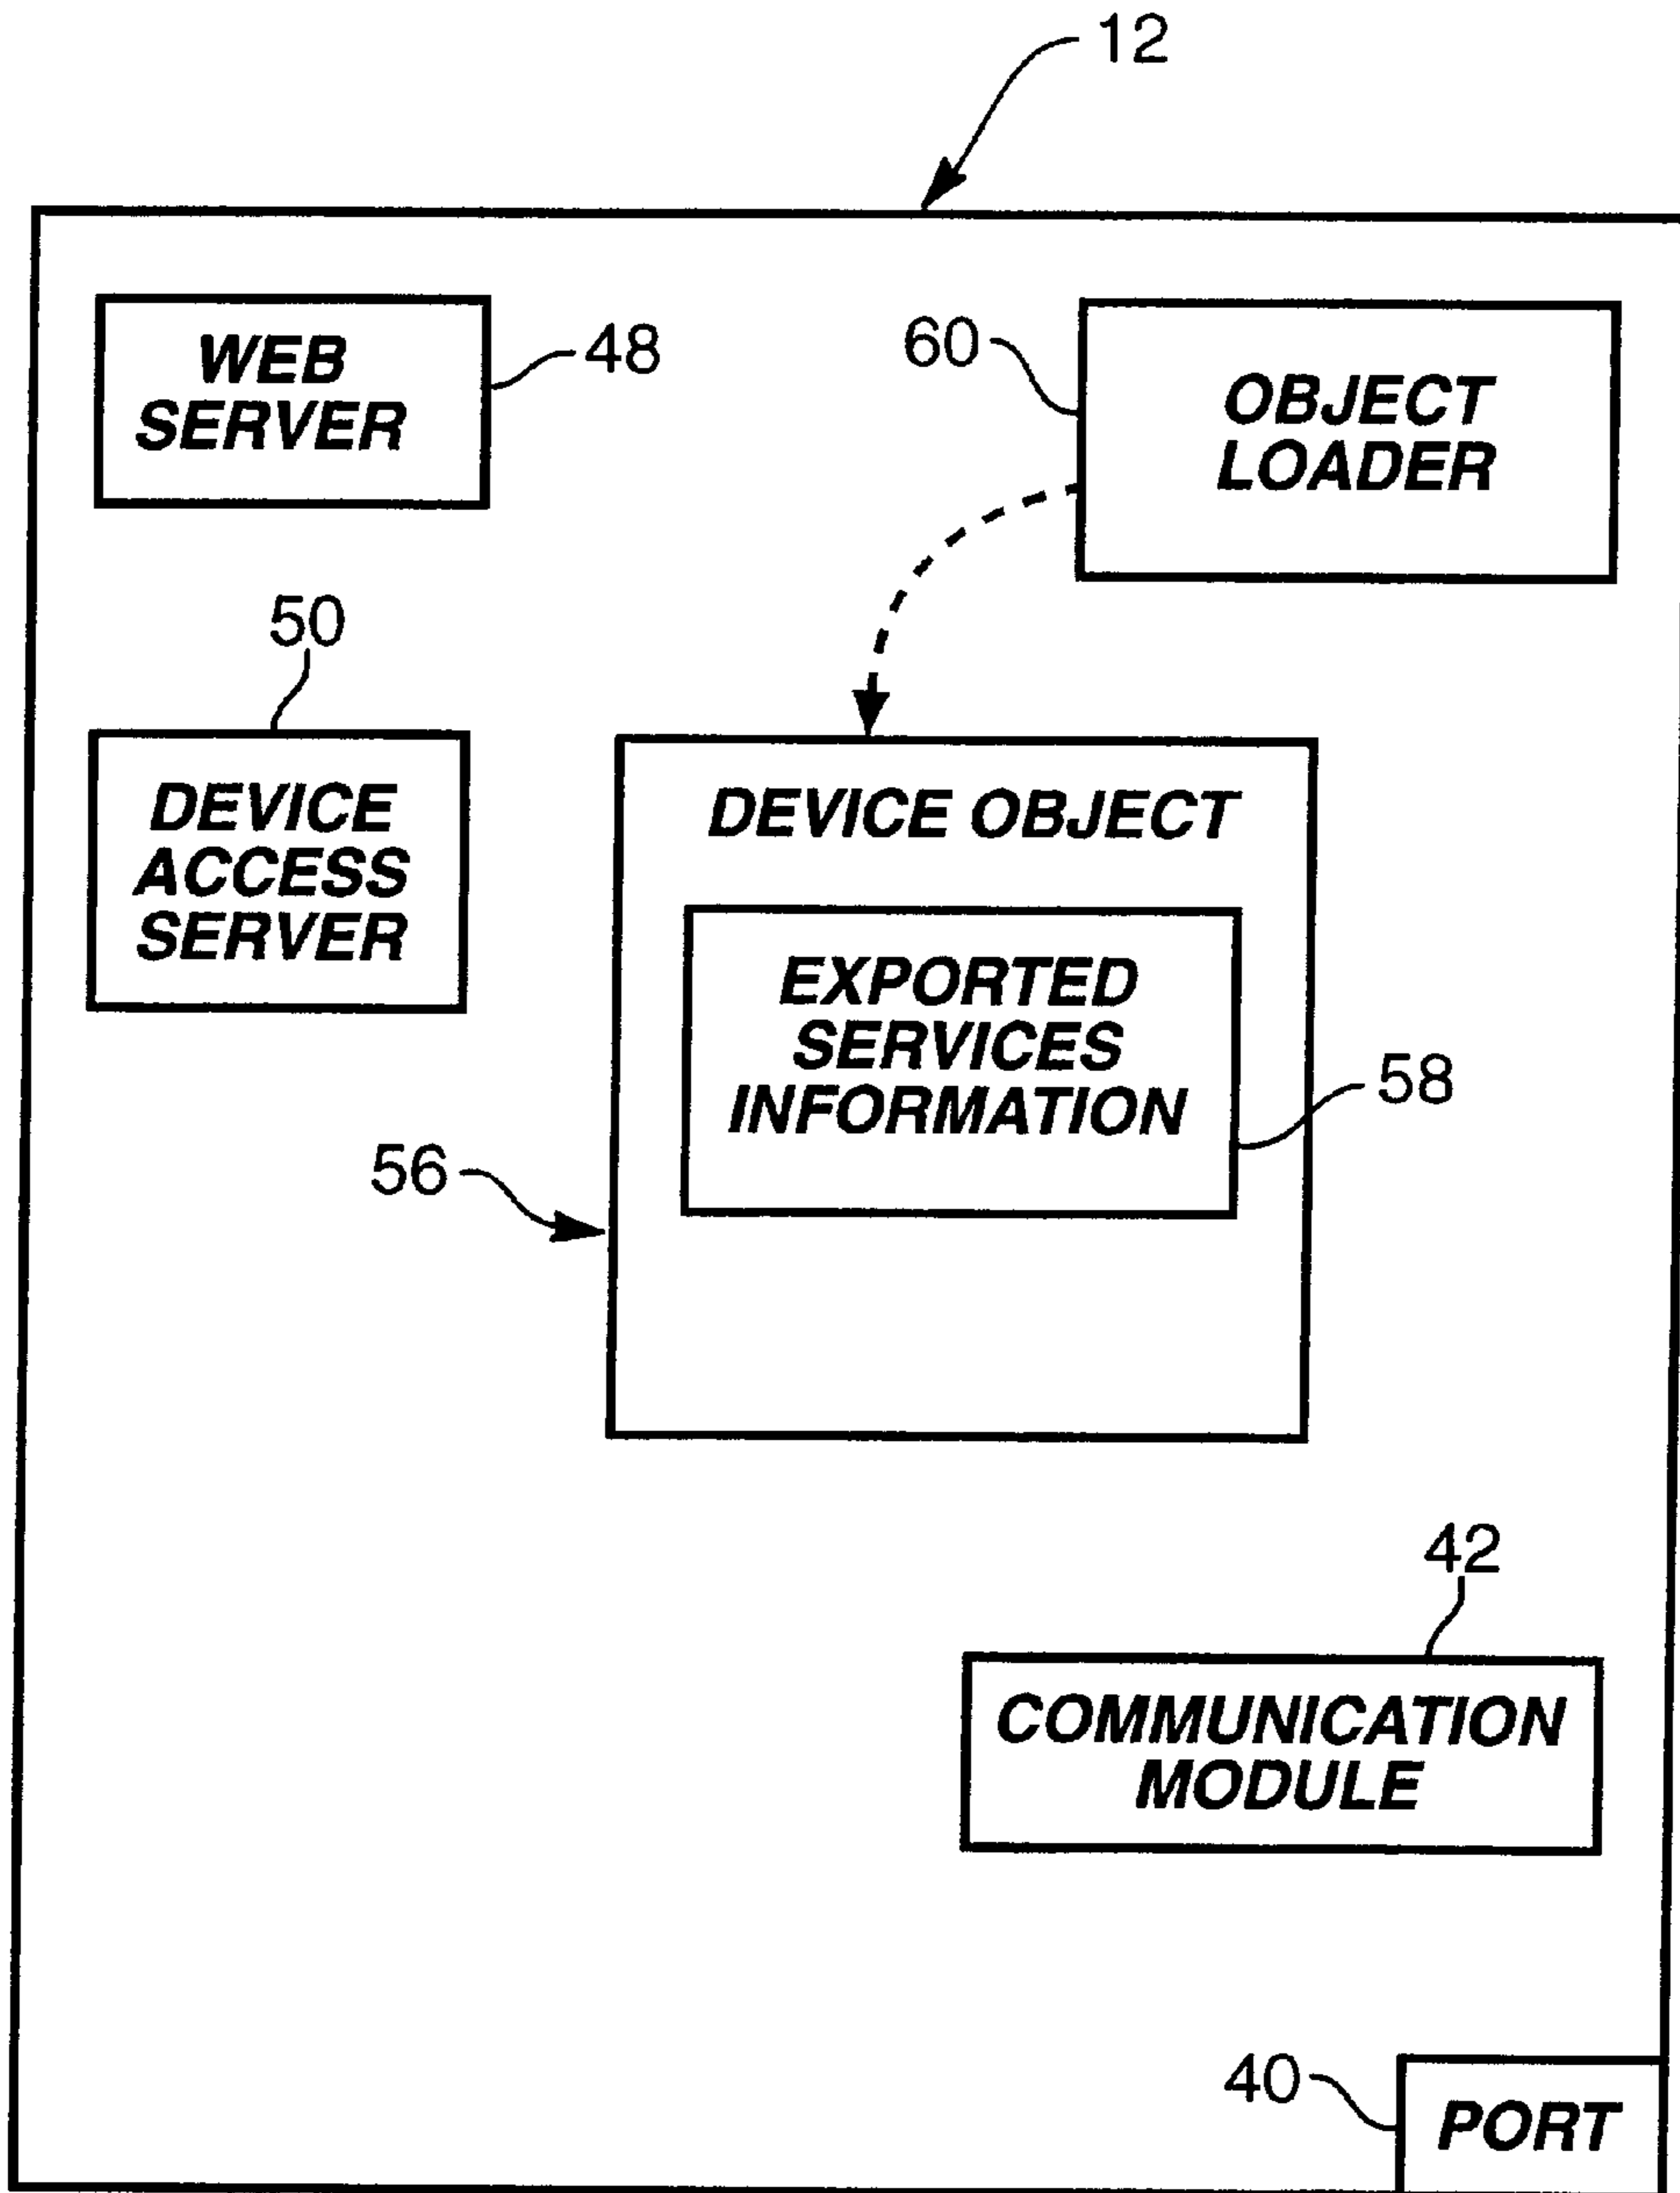 12
WEB
SERVER
48
60
OBJECT
LOADER
50
DEVICE
ACCESS
SERVER
DEVICE OBJECT
EXPORTED
SERVICES
INFORMATION
58
56
42
COMMUNICATION
MODULE
40
PORT